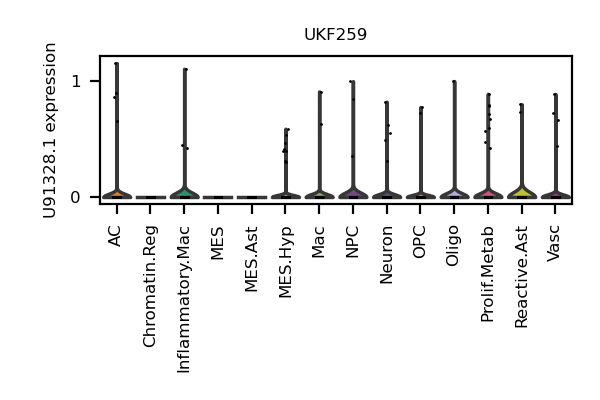 UKF259
U91328.1 expression
1
0
AC
Chromatin.Reg
Inflammatory.Mac
MES
MES.Ast
MES.Hyp
Mac
NPC
Neuron
OPC
Oligo
Prolif.Metab
Reactive.Ast
Vasc